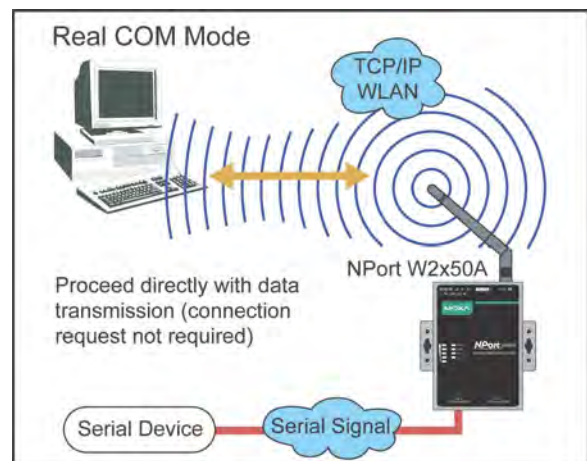 Real COM Mode
TCP/IP
WLAN
NPort W2x50A
Proceed directly with data
transmission (connection
request not required)
MOXA
NPort
Serial Device
Serial Signal